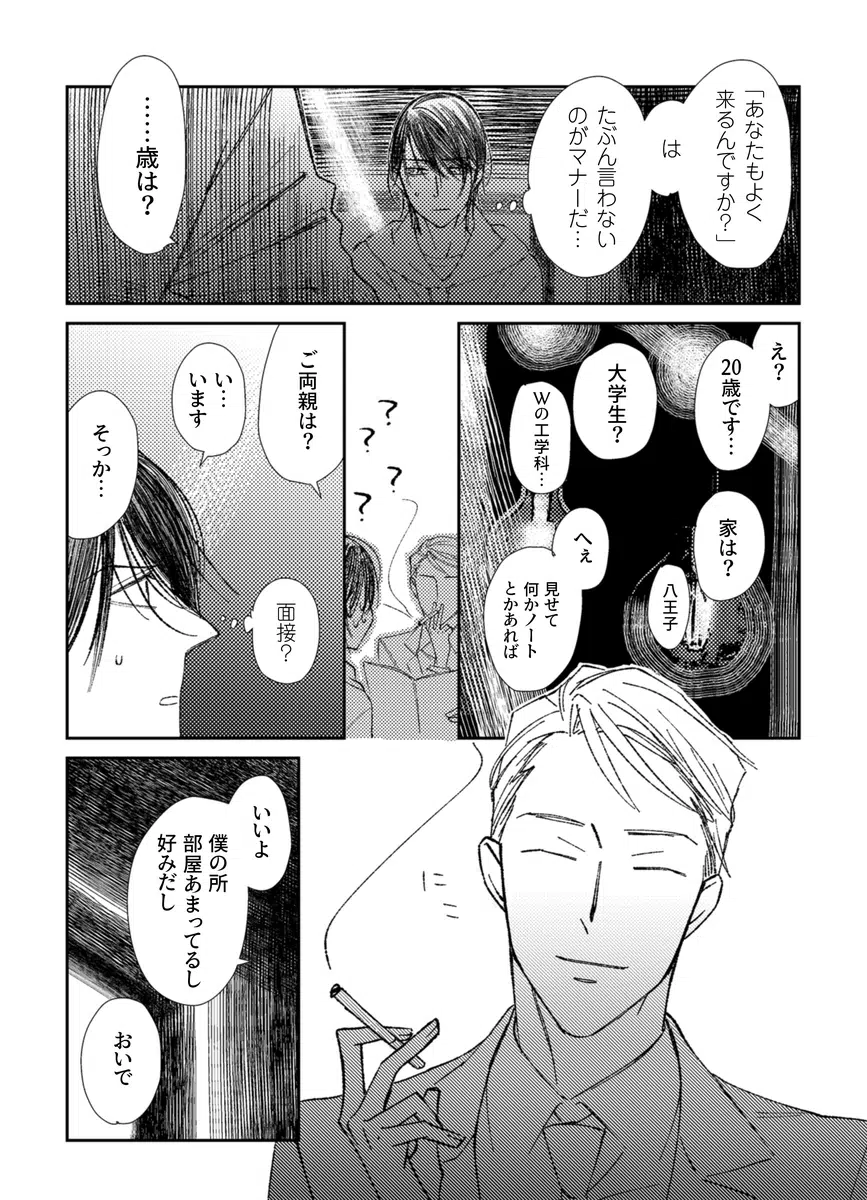 「あなたもよく
来るんですか？」
は
たぶん言わない
のがマナーだ…
……歳は？
え？
20歳です…
大学生？
Wの工学科…
家は？
八王子
へぇ
見せて
何かノート
とかあれば
？
？
？
？
ご両親は？
い…
います
そっか…
面接？
いいよ
僕の所
部屋あまってるし
好みだし
おいで